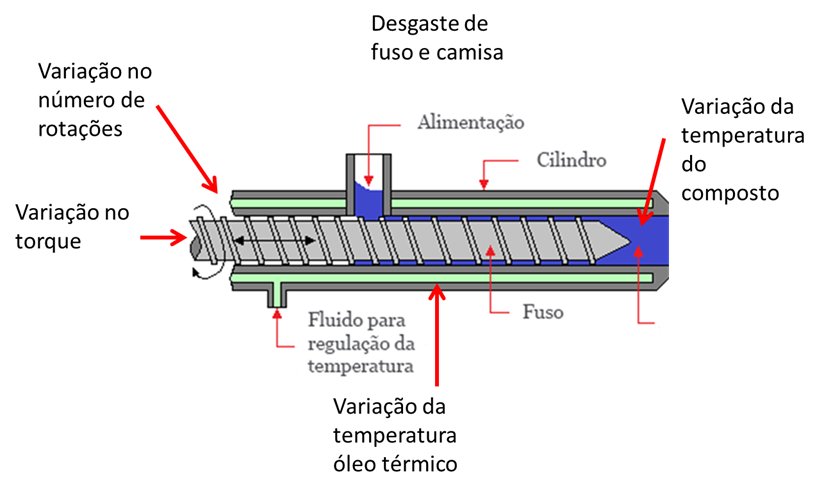 Desgaste de
fuso e camisa
Variação no
número de
rotações
Alimentação
Cilindro
Variação da
temperatura
do
composto
Variação no
torque
Fluido para
regulação da
temperatura
Fuso
Variação da
temperatura
óleo térmico